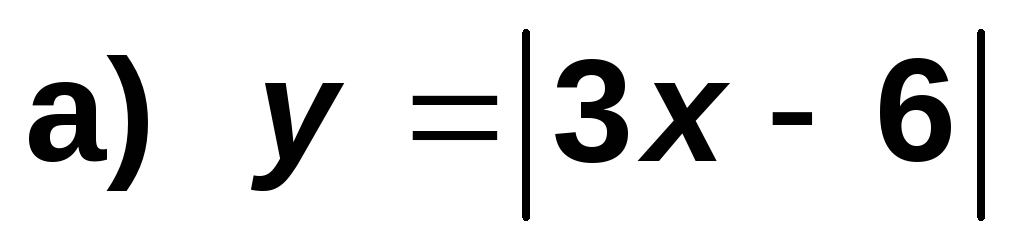 a) y = |3x - 6|